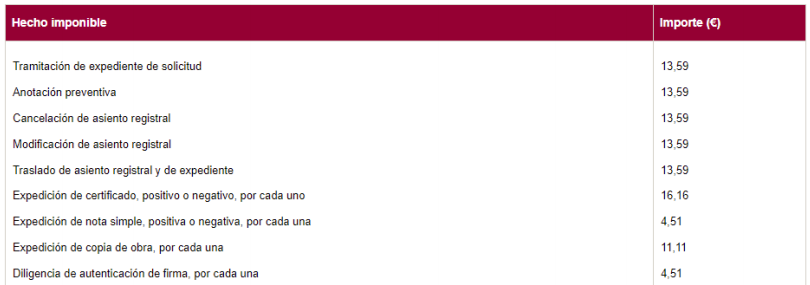 Hecho imponible Importe (€)
Tramitación de expediente de solicitud 13,59
Anotación preventiva 13,59
Cancelación de asiento registral 13,59
Modificación de asiento registral 13,59
Traslado de asiento registral y de expediente 13,59
Expedición de certificado, positivo o negativo, por cada uno 16,16
Expedición de nota simple, positiva o negativa, por cada una 4,51
Expedición de copia de obra, por cada una 11,11
Diligencia de autenticación de firma, por cada una 4,51